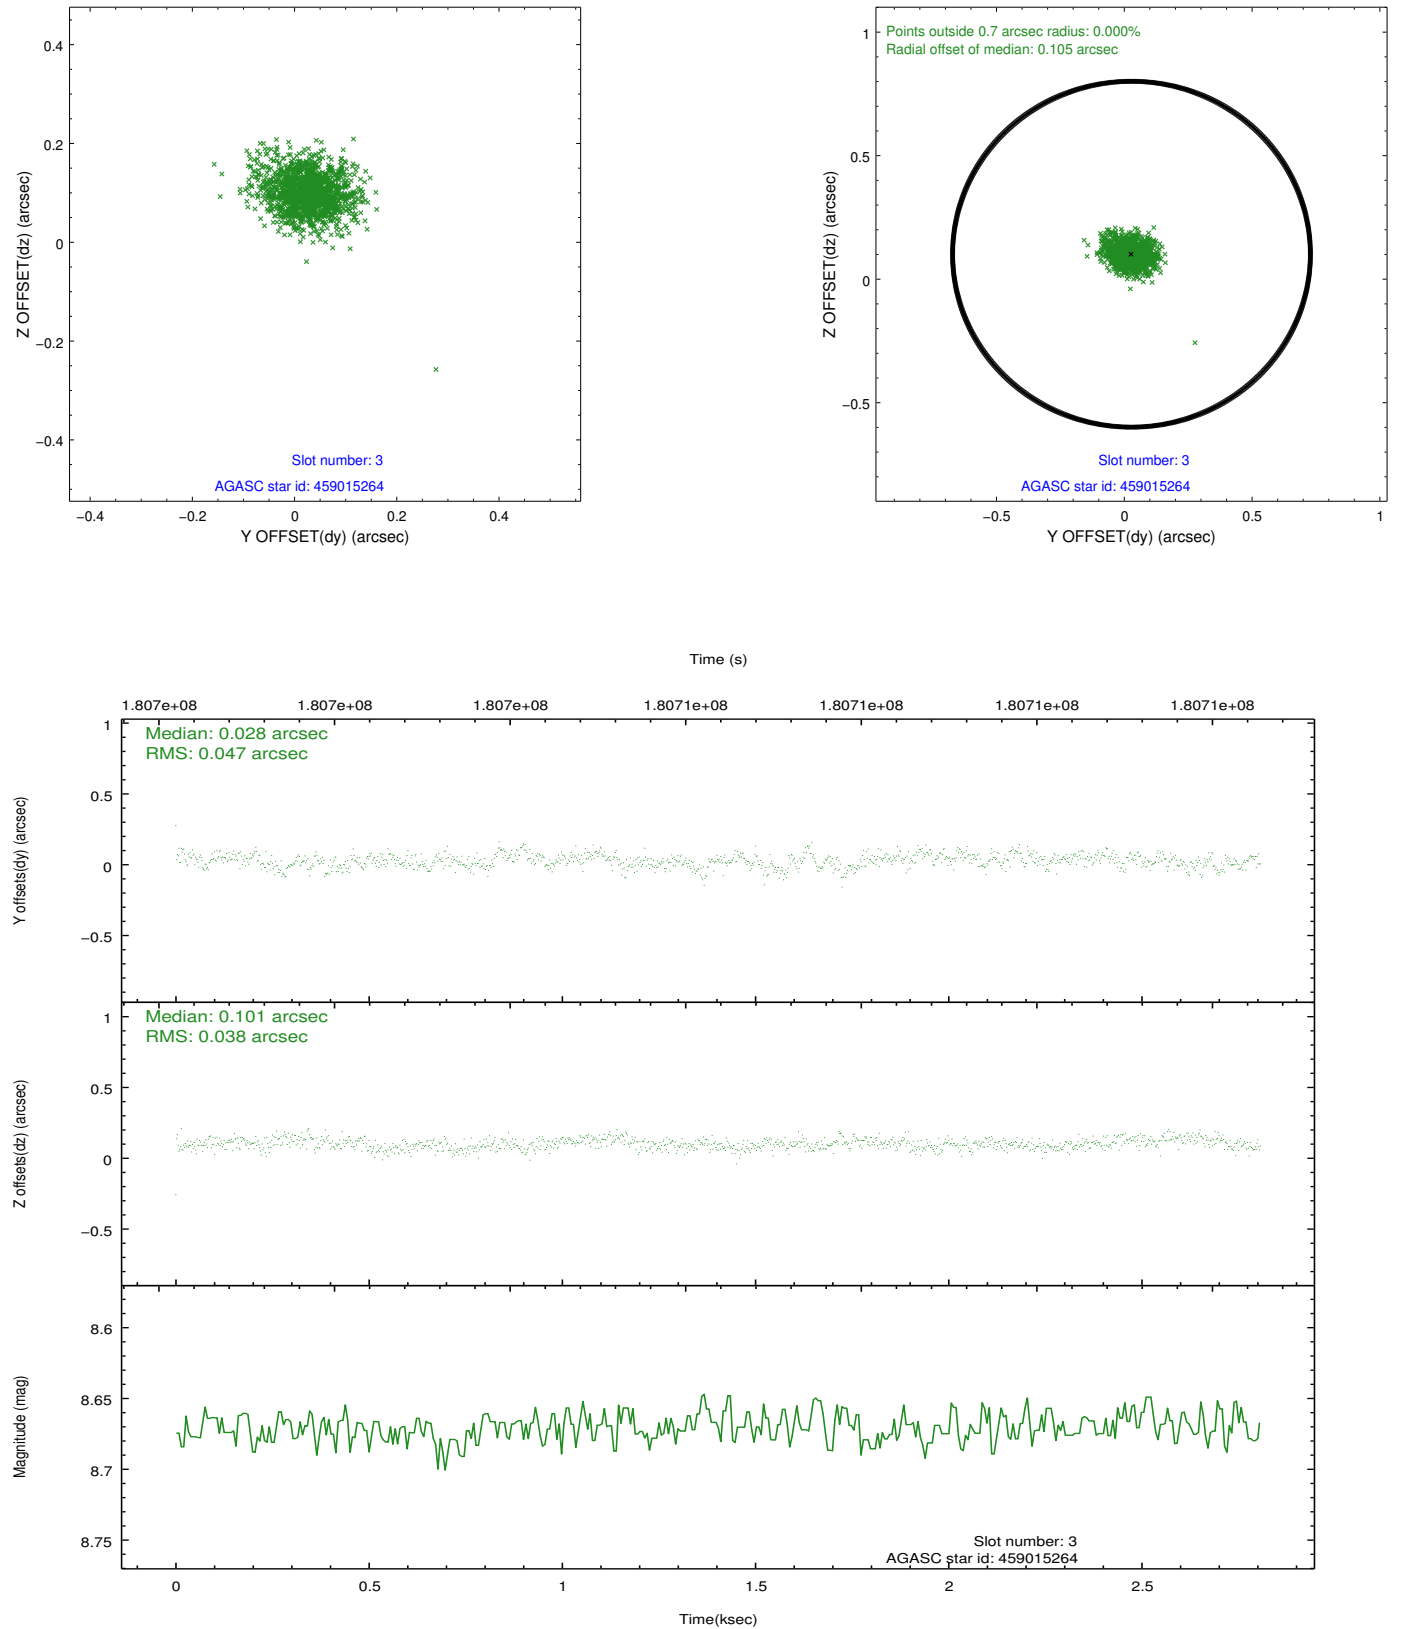 0.4
0.2
0
−0.2
−0.4
Z OFFSET(dz) (arcsec)
Slot number: 3
AGASC star id: 459015264
−0.4 −0.2 0 0.2 0.4
Y OFFSET(dy) (arcsec)
Points outside 0.7 arcsec radius: 0.000%
Radial offset of median: 0.105 arcsec
1
0.5
0
−0.5
Z OFFSET(dz) (arcsec)
Slot number: 3
AGASC star id: 459015264
−0.5 0 0.5 1
Y OFFSET(dy) (arcsec)
Time (s)
1.807e+08 1.807e+08 1.807e+08 1.8071e+08 1.8071e+08 1.8071e+08 1.8071e+08
Median: 0.028 arcsec
RMS: 0.047 arcsec
1
0.5
0
−0.5
Y offsets(dy) (arcsec)
Median: 0.101 arcsec
RMS: 0.038 arcsec
1
0.5
0
−0.5
Z offsets(dz) (arcsec)
8.6
8.65
8.7
8.75
Magnitude (mag)
Slot number: 3
AGASC star id: 459015264
0 0.5 1 1.5 2 2.5
Time(ksec)